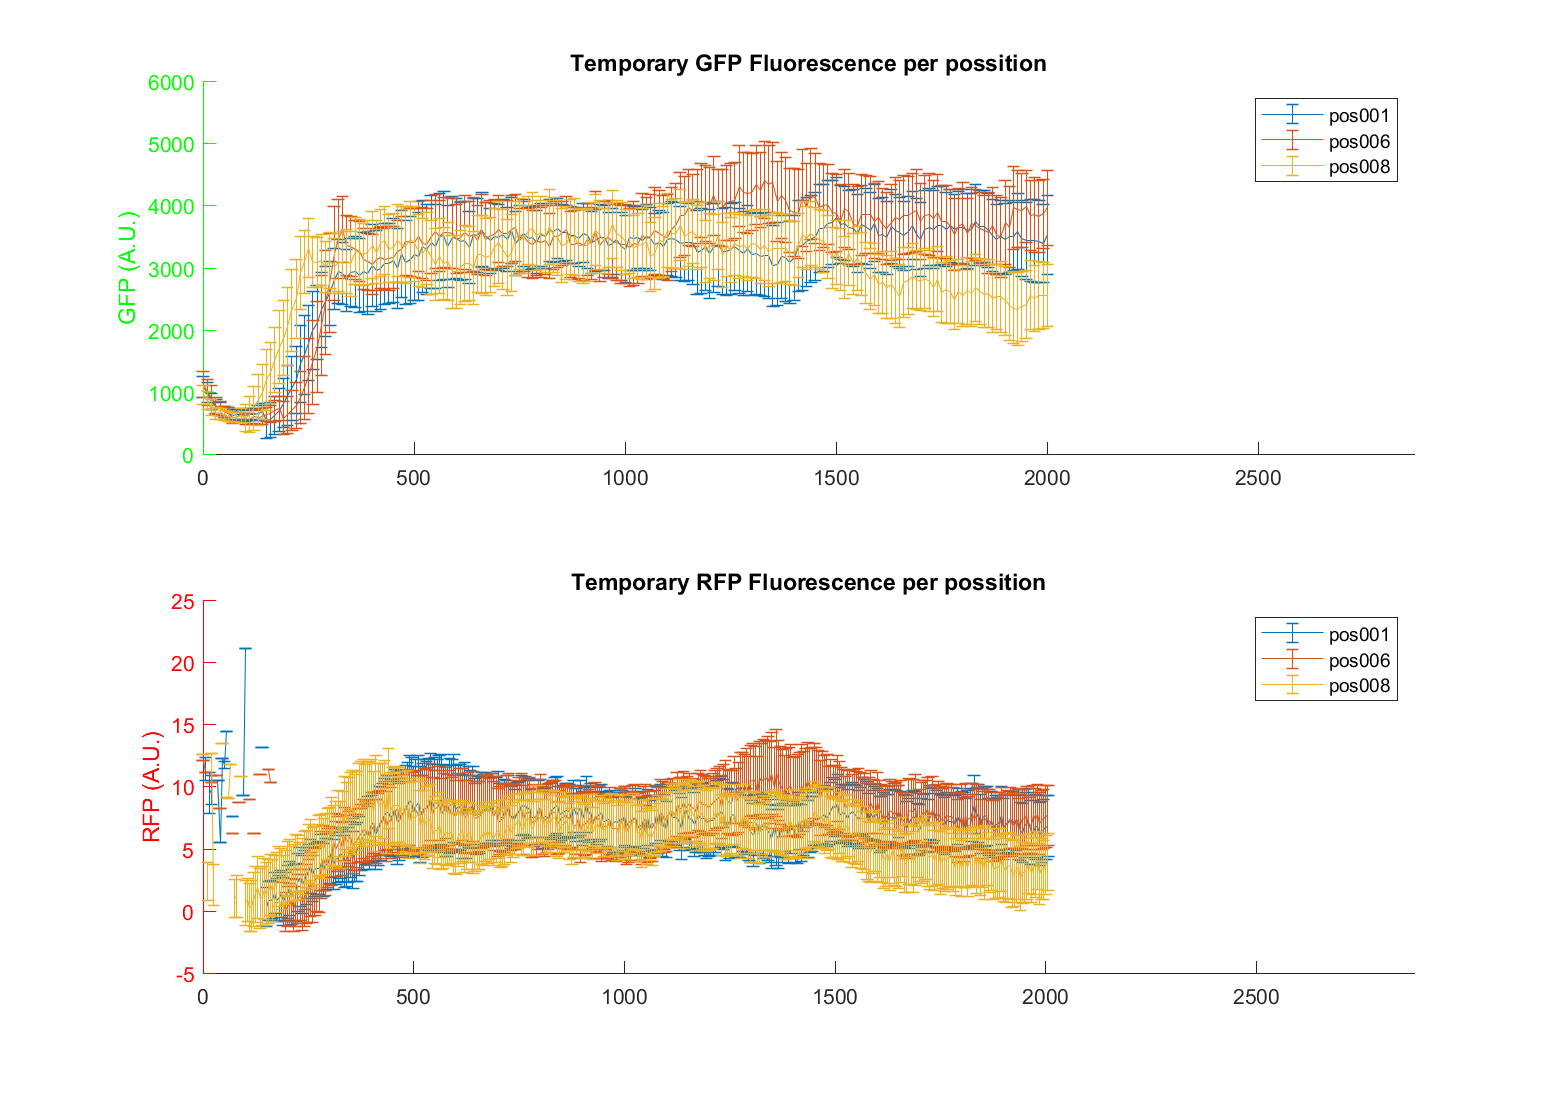 Temporary GFP Fluorescence per possition
GFP (A.U.)
6000
5000
4000
3000
2000
1000
0
0 500 1000 1500 2000 2500
pos001
pos006
pos008
Temporary RFP Fluorescence per possition
RFP (A.U.)
25
20
15
10
5
0
-5
0 500 1000 1500 2000 2500
pos001
pos006
pos008